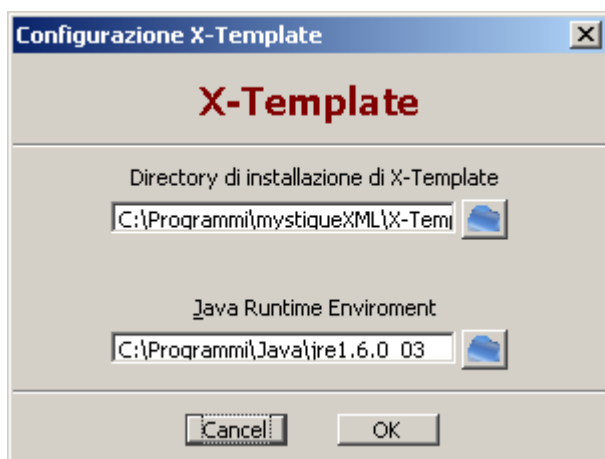 Configurazione X-Template
X-Template
Directory di installazione di X-Template
C:\Programmi\mystiqueXML\X-Tem
Java Runtime Enviroment
C:\Programmi\Java\jre1.6.0_03
Cancel OK